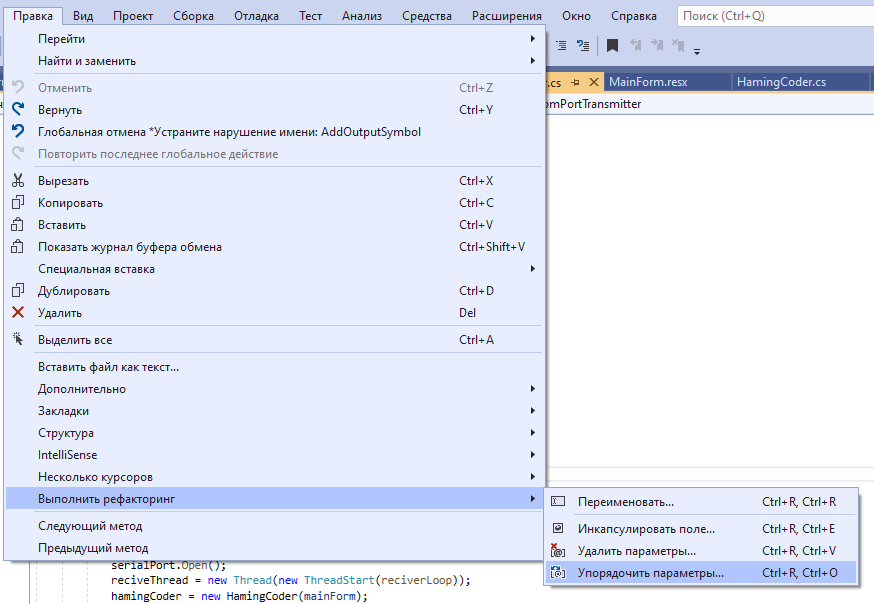 Правка Вид Проект Сборка Отладка Тест Анализ Средства Расширения Окно Справка Поиск (Ctrl+Q)
Перейти
Найти и заменить
Отменить Ctrl+Z
.cs MainForm.resx HamingCoder.cs
Вернуть Ctrl+Y
omPortTransmitter
Глобальная отмена *Устраните нарушение имени: AddOutputSymbol
Повторить последнее глобальное действие
Вырезать Ctrl+X
Копировать Ctrl+C
Вставить Ctrl+V
Показать журнал буфера обмена Ctrl+Shift+V
Специальная вставка
Дублировать Ctrl+D
Удалить Del
Выделить все Ctrl+A
Вставить файл как текст...
Дополнительно
Закладки
Структура
IntelliSense
Несколько курсоров
Выполнить рефакторинг
Переименовать... Ctrl+R, Ctrl+R
Инкапсулировать поле... Ctrl+R, Ctrl+E
Удалить параметры... Ctrl+R, Ctrl+V
Упорядочить параметры... Ctrl+R, Ctrl+O
Следующий метод
Предыдущий метод
serialPort.Open();
reciveThread = new Thread(new ThreadStart(reciverLoop));
hamingCoder = new HamingCoder(mainForm);